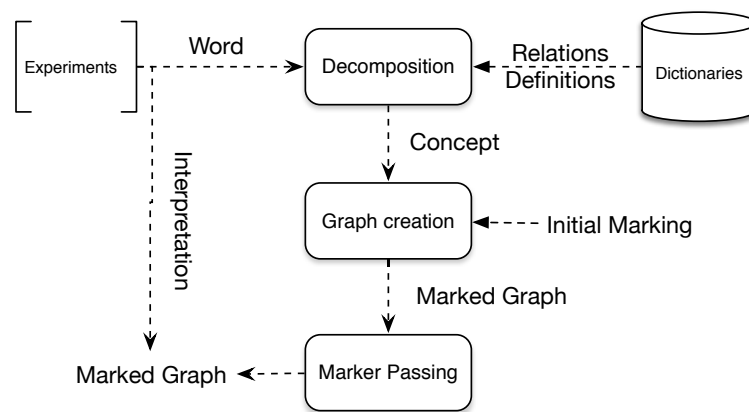 Word
Experiments
Decomposition
Relations
Definitions
Dictionaries
Concept
Interpretation
Graph creation
Initial Marking
Marked Graph
Marked Graph
Marker Passing